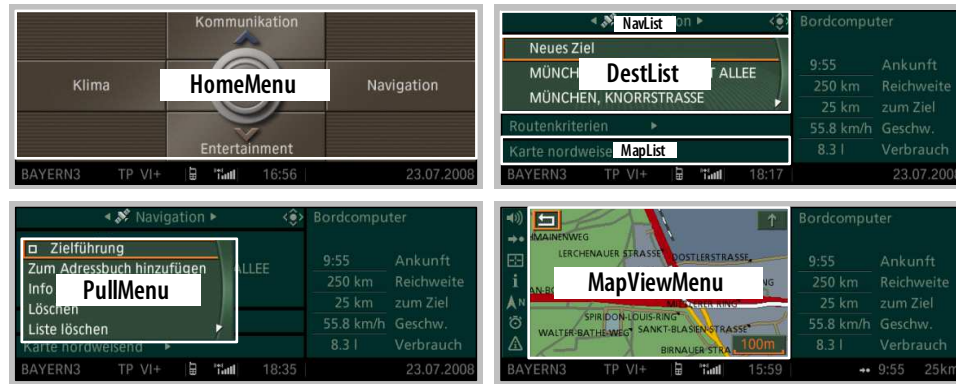 Kommunikation
Klima
HomeMenu
Navigation
Entertainment
BAYERN3 TP VI+ 16:56 23.07.2008
NavList on
Bordcomputer
Neues Ziel
MÜNCH DestList T ALLEE
MÜNCHEN, KNORRSTRASSE
Routenkriterien
Karte nordweise MapList
9:55 Ankunft
250 km Reichweite
25 km zum Ziel
55.8 km/h Geschw.
8.3 l Verbrauch
BAYERN3 TP VI+ 18:17 23.07.200
Navigation
Bordcomputer
Zielführung
Zum Adressbuch hinzufügen ALLEE
Info PullMenu
Löschen
Liste löschen
Karte nordweisend
9:55 Ankunft
250 km Reichweite
25 km zum Ziel
55.8 km/h Geschw.
8.3 l Verbrauch
BAYERN3 TP VI+ 18:35 23.07.2008
MAINENWEG
LERCHENAUER STRASSE
DOSTLERSTRASSE
N
AN-B
MapViewMenu
NG
SPIRIDON-LOUIS-RING
WALTER-BATHE-WEG
SANKT-BLASIEN-STRASSE
BIRNAUER STRA
100m
Bordcomputer
9:55 Ankunft
250 km Reichweite
25 km zum Ziel
55.8 km/h Geschw.
8.3 l Verbrauch
BAYERN3 TP VI+ 15:59 9:55 25km